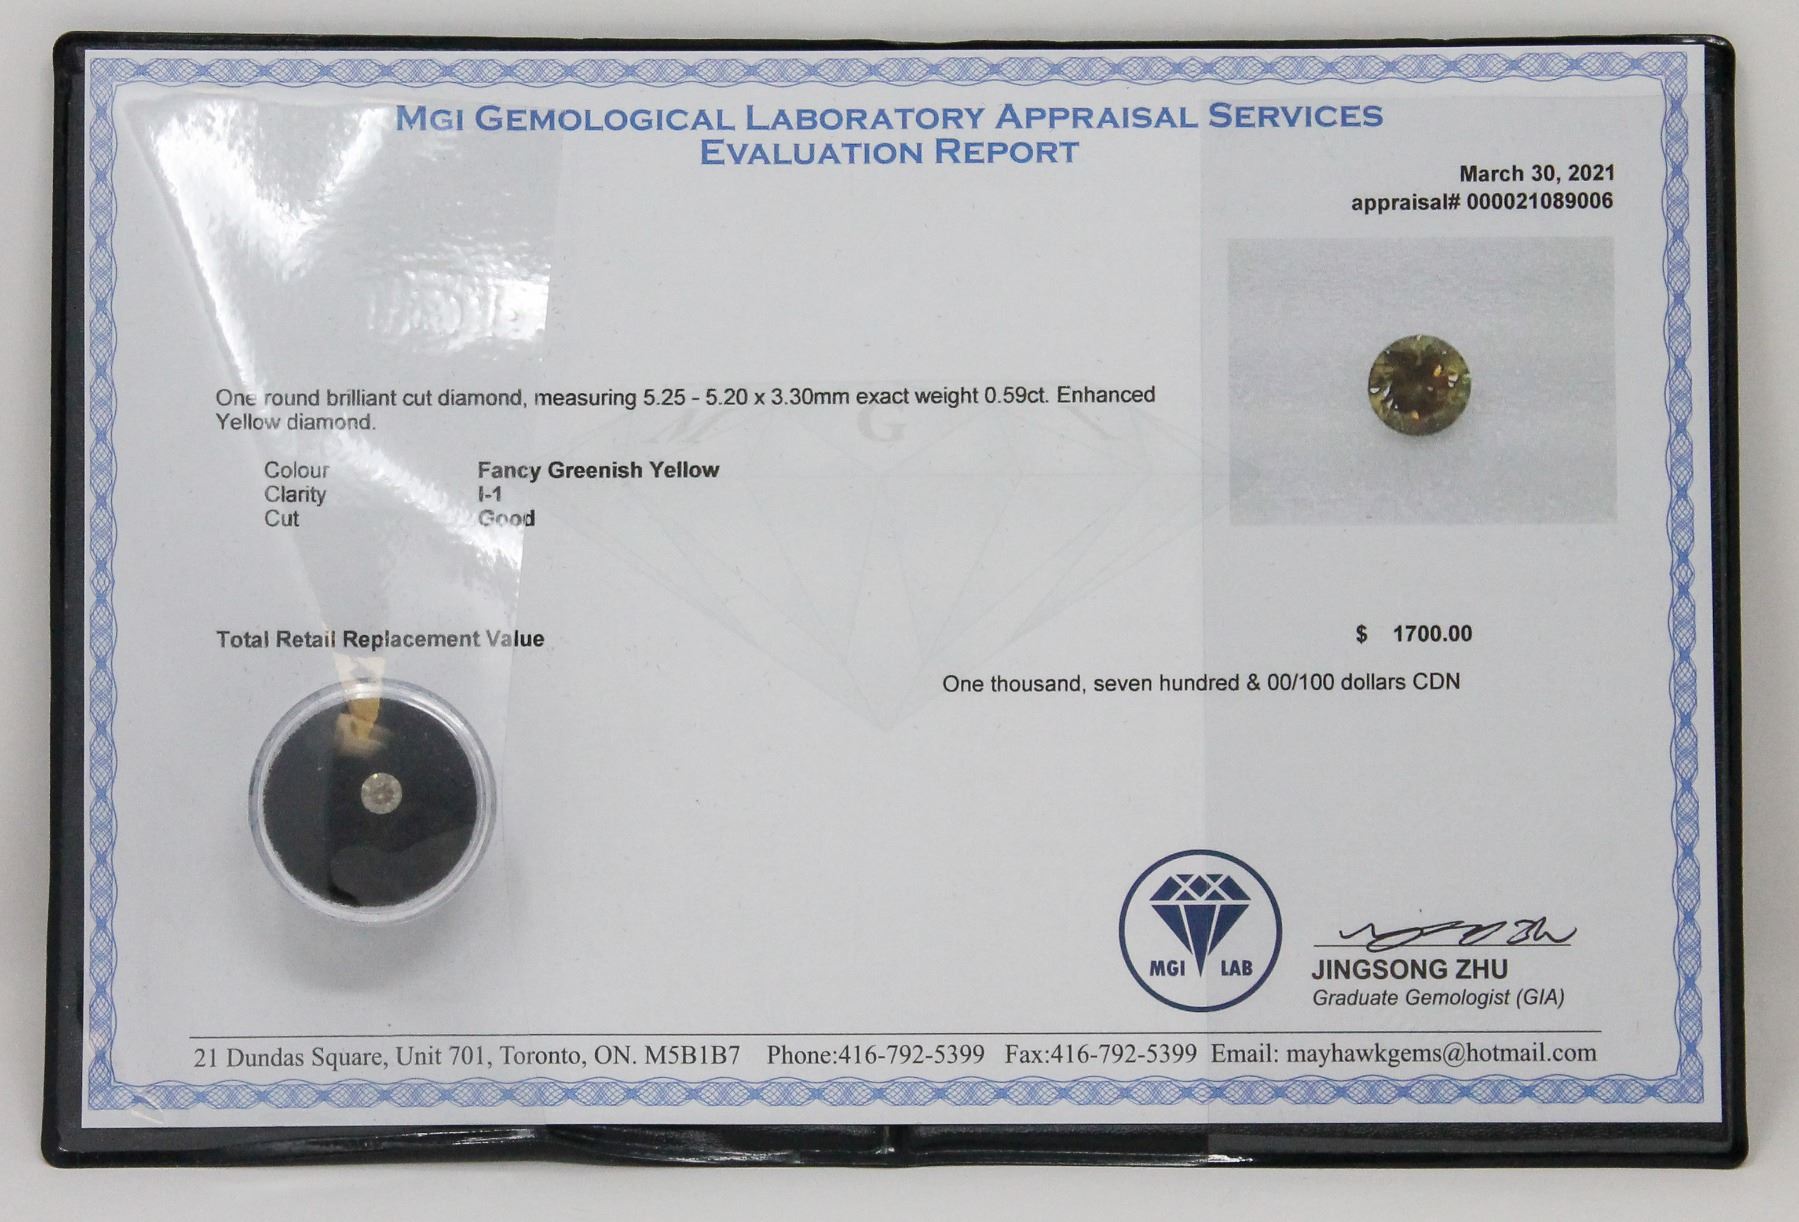 MGI GEMOLOGICAL LABORATORY APPRAISAL SERVICES
EVALUATION REPORT
March 30, 2021
appraisal# 000021089006
One round brilliant cut diamond, measuring 5.25 - 5.20 x 3.30mm exact weight 0.59ct. Enhanced
Yellow diamond.
M G I
Colour Fancy Greenish Yellow
Clarity I-1
Cut Good
Total Retail Replacement Value $ 1700.00
One thousand, seven hundred & 00/100 dollars CDN
MGI LAB
JINGSONG ZHU
Graduate Gemologist (GIA)
21 Dundas Square, Unit 701, Toronto, ON. M5B1B7 Phone:416-792-5399 Fax:416-792-5399 Email: mayhawkgems@hotmail.com